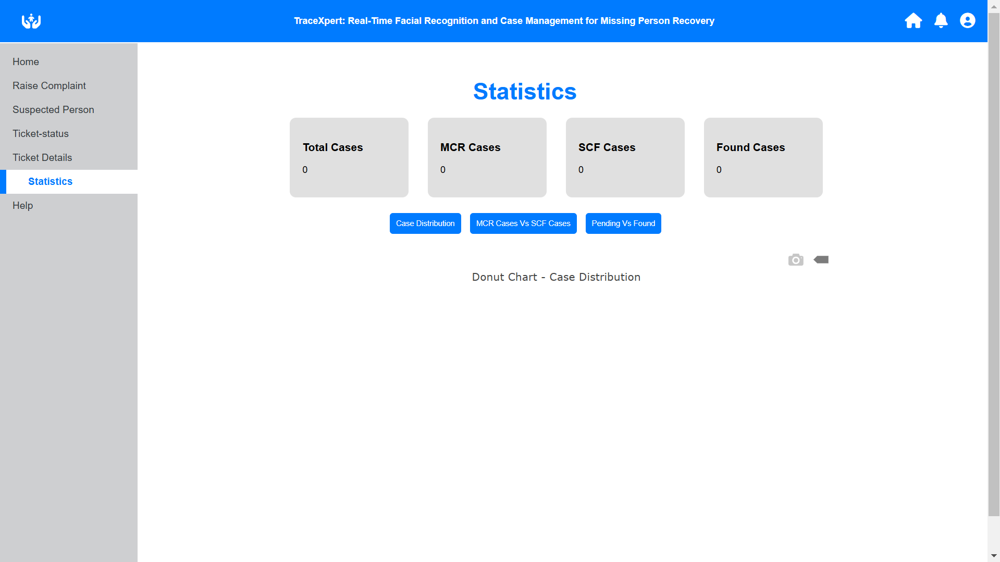 TraceXpert: Real-Time Facial Recognition and Case Management for Missing Person Recovery
Home
Raise Complaint
Suspected Person
Ticket-status
Ticket Details
Statistics
Help
Statistics
Total Cases
0
MCR Cases
0
SCF Cases
0
Found Cases
0
Case Distribution
MCR Cases Vs SCF Cases
Pending Vs Found
Donut Chart - Case Distribution